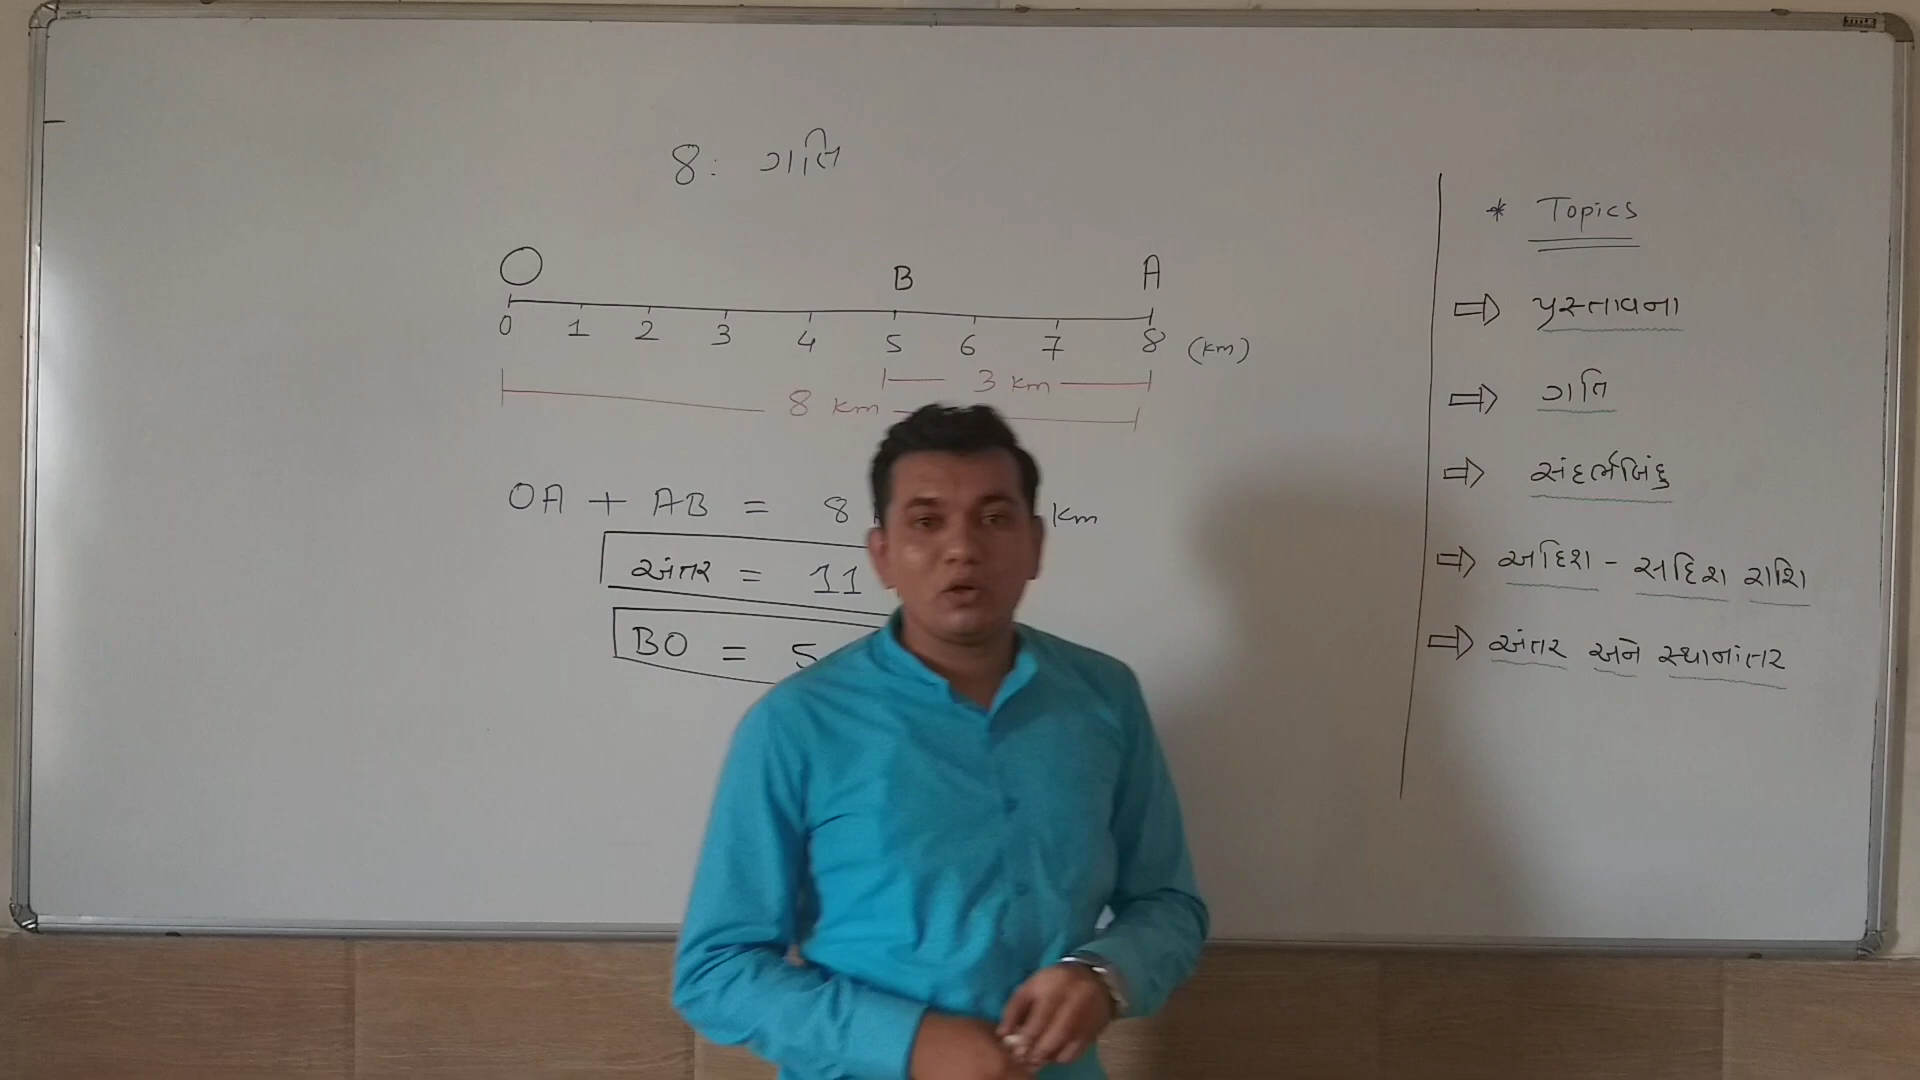 8: ગતિ
O B A
0 1 2 3 4 5 6 7 8 (km)
3 km
8 km
OA + AB = 8 km
અંતર = 11
BO = 5
* Topics
⇒ પ્રસ્તાવના
⇒ ગતિ
⇒ સંદર્ભબિંદુ
⇒ અદિશ - સદિશ રાશિ
⇒ અંતર અને સ્થાનાંતર